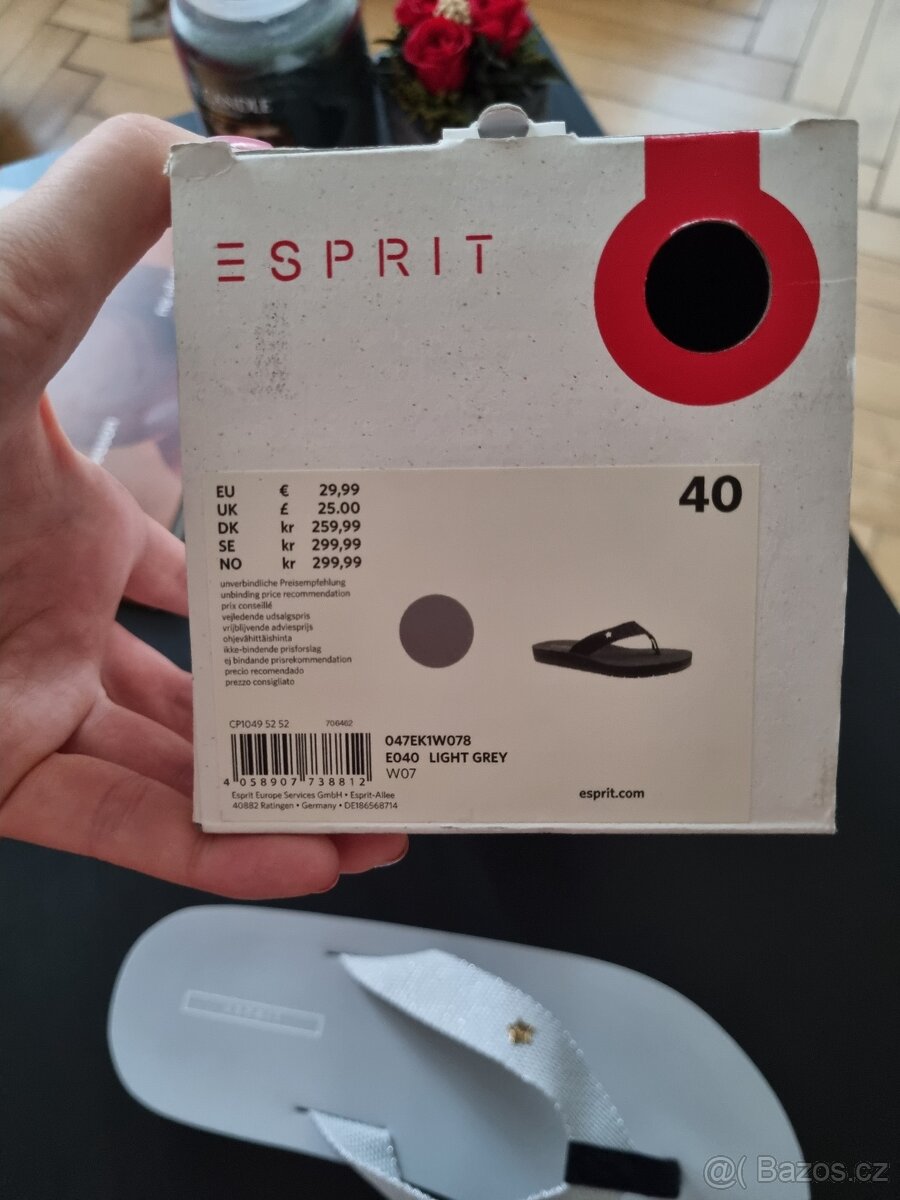 ESPRIT
40
EU € 29,99
UK £ 25.00
DK kr 259,99
SE kr 299,99
NO kr 299,99
unverbindliche Preisempfehlung
unbinding price recommendation
prix conseillé
vejledende udsalgspris
vrijblijvende adviesprijs
ohjevähittäishinta
ikke-bindende prisforslag
ej bindande prisrekommendation
precio recomendado
prezzo consigliato
CP1049 52 52 706462
047EK1W078
E040 LIGHT GREY
W07
4 058907 738812
Esprit Europe Services GmbH • Esprit-Allee
40882 Ratingen • Germany • DE186568714
esprit.com
ESPRIT
@( Bazos.cz